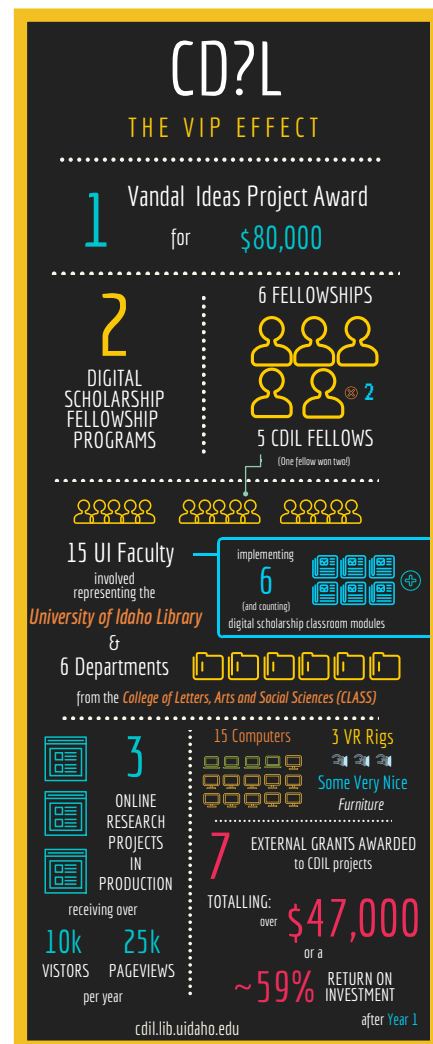 CD?L
THE VIP EFFECT
1
Vandal Ideas Project Award
for $80,000
2
DIGITAL
SCHOLARSHIP
FELLOWSHIP
PROGRAMS
6 FELLOWSHIPS
2
5 CDIL FELLOWS
(One fellow won two!)
15 UI Faculty
involved
representing the
University of Idaho Library
&
6 Departments
from the College of Letters, Arts and Social Sciences (CLASS)
implementing
6
(and counting)
digital scholarship classroom modules
3
ONLINE
RESEARCH
PROJECTS
IN
PRODUCTION
receiving over
10k 25k
VISTORS PAGEVIEWS
per year
15 Computers
3 VR Rigs
Some Very Nice
Furniture
7
EXTERNAL GRANTS AWARDED
to CDIL projects
TOTALLING:
over $47,000
or a
~59% RETURN ON
INVESTMENT
after Year 1
cdil.lib.uidaho.edu